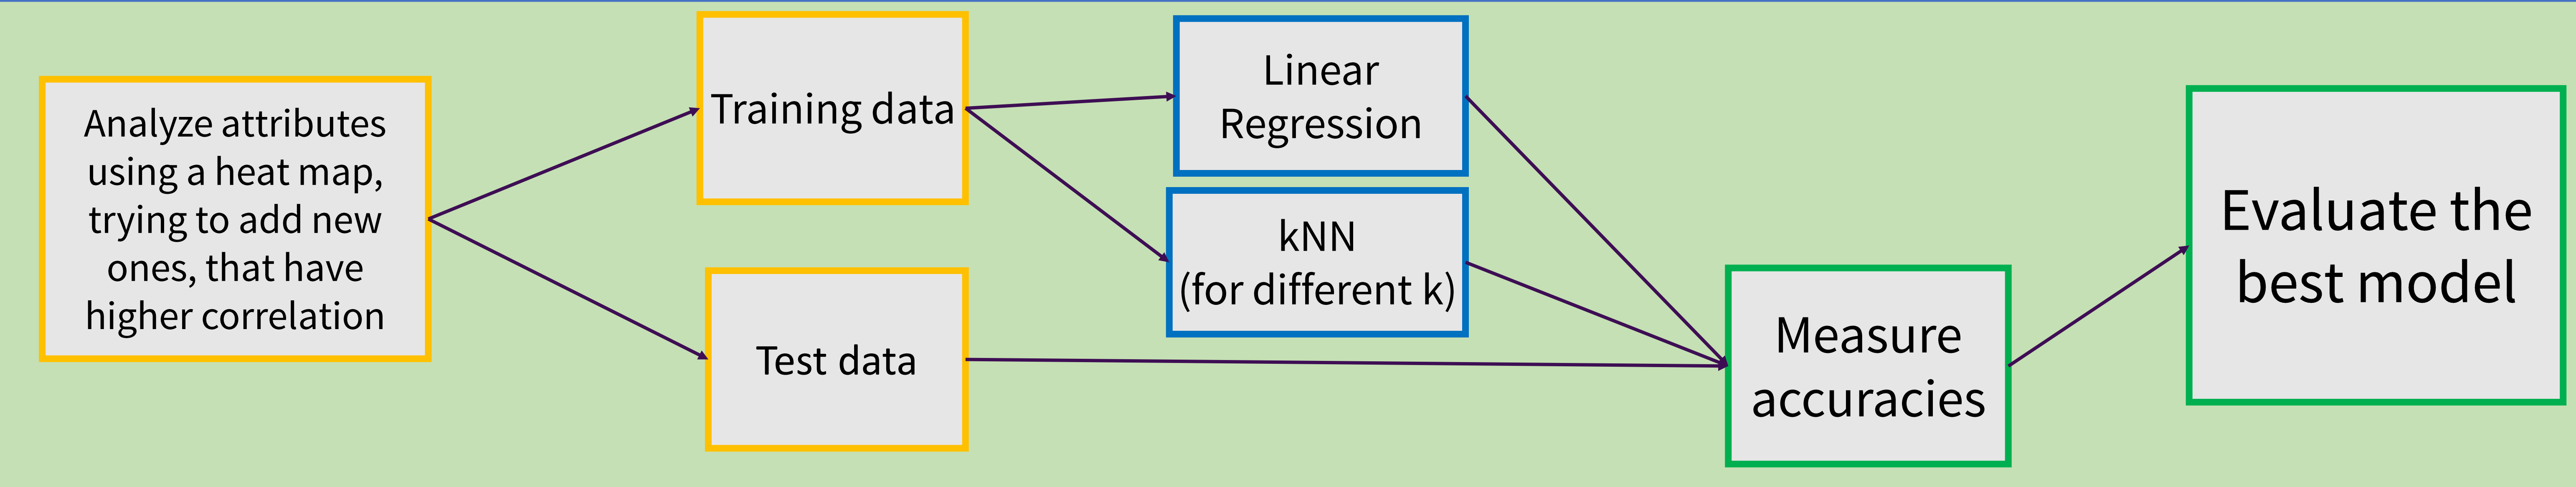 Analyze attributes
using a heat map,
trying to add new
ones, that have
higher correlation
Training data
Test data
Linear
Regression
kNN
(for different k)
Measure
accuracies
Evaluate the
best model